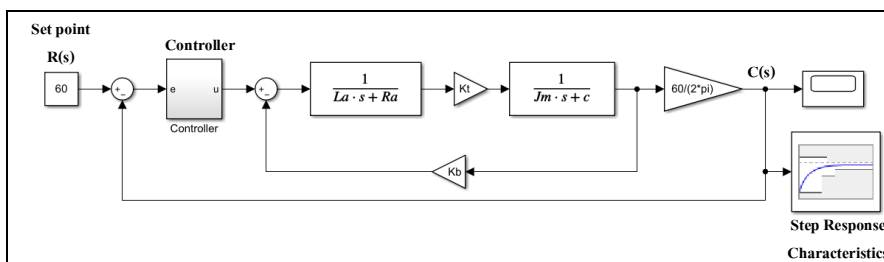 Set point
R(s)
60
+
-
Controller
e
u
Controller
+
-
1
La · s + Ra
Kt
1
Jm · s + c
60/(2*pi)
C(s)
Kb
Step Response
Characteristics